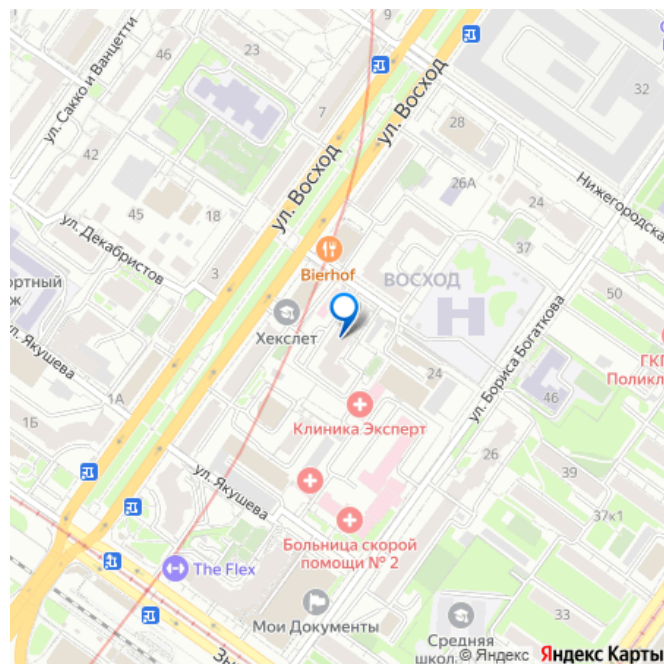 46
23
9
ул. Сакко и Ванцетти
7
ул. Восход
32
42
28
ул. Восход
26А
Нижегородская
45
18
24
ул. Декабристов
37
3
Bierhof
ВОСХОД
50
Хекслет
ул. Якушева
ул. Бориса Богаткова
24
46
1А
1Б
Клиника Эксперт
26
39
ул. Якушева
37к1
Больница скорой
помощи № 2
The Flex
33
Мои Документы
Средняя
школ
© Яндекс Яндекс Карты